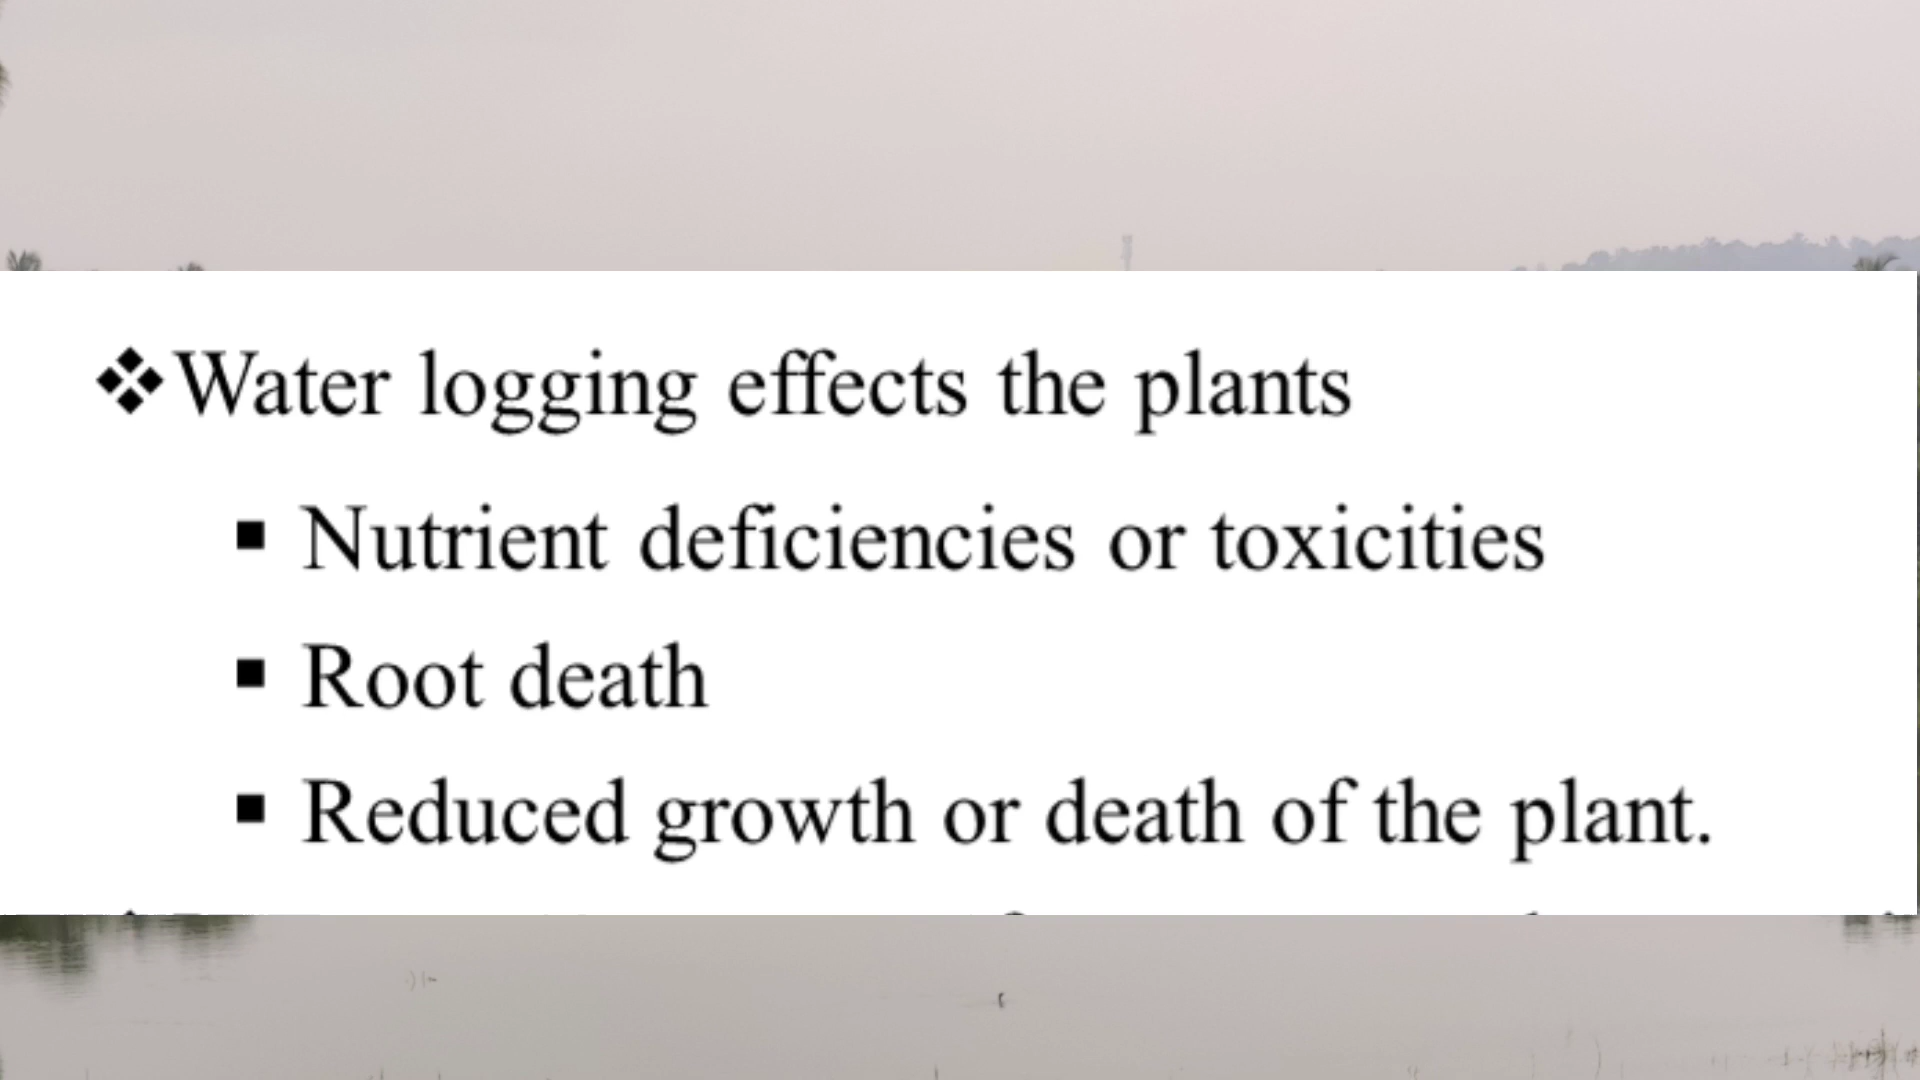 ❖Water logging effects the plants
▪ Nutrient deficiencies or toxicities
▪ Root death
▪ Reduced growth or death of the plant.